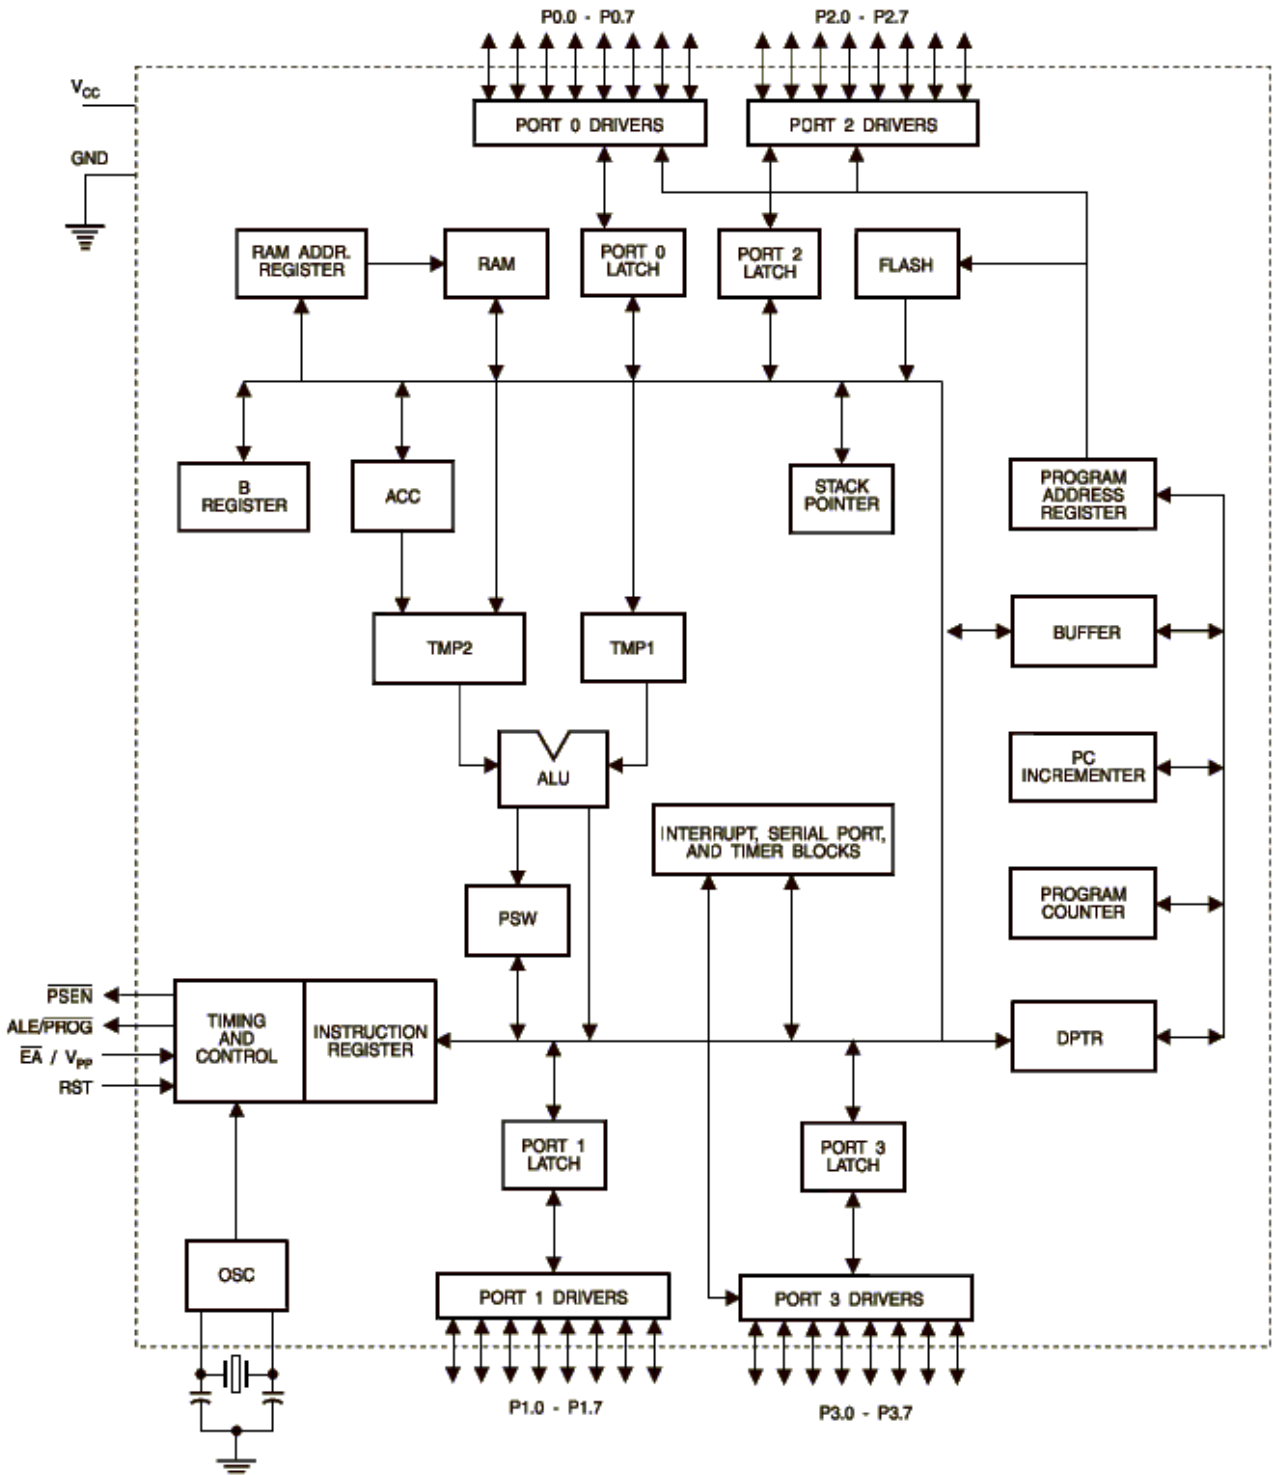 P0.0 - P0.7
P2.0 - P2.7
VCC
PORT 0 DRIVERS
PORT 2 DRIVERS
GND
RAM ADDR.
REGISTER
RAM
PORT 0
LATCH
PORT 2
LATCH
FLASH
B
REGISTER
ACC
STACK
POINTER
PROGRAM
ADDRESS
REGISTER
TMP2
TMP1
BUFFER
ALU
PC
INCREMENTER
INTERRUPT, SERIAL PORT,
AND TIMER BLOCKS
PSW
PROGRAM
COUNTER
PSEN
ALE/PROG
EA / VPP
RST
TIMING
AND
CONTROL
INSTRUCTION
REGISTER
DPTR
PORT 1
LATCH
PORT 3
LATCH
OSC
PORT 1 DRIVERS
PORT 3 DRIVERS
P1.0 - P1.7
P3.0 - P3.7